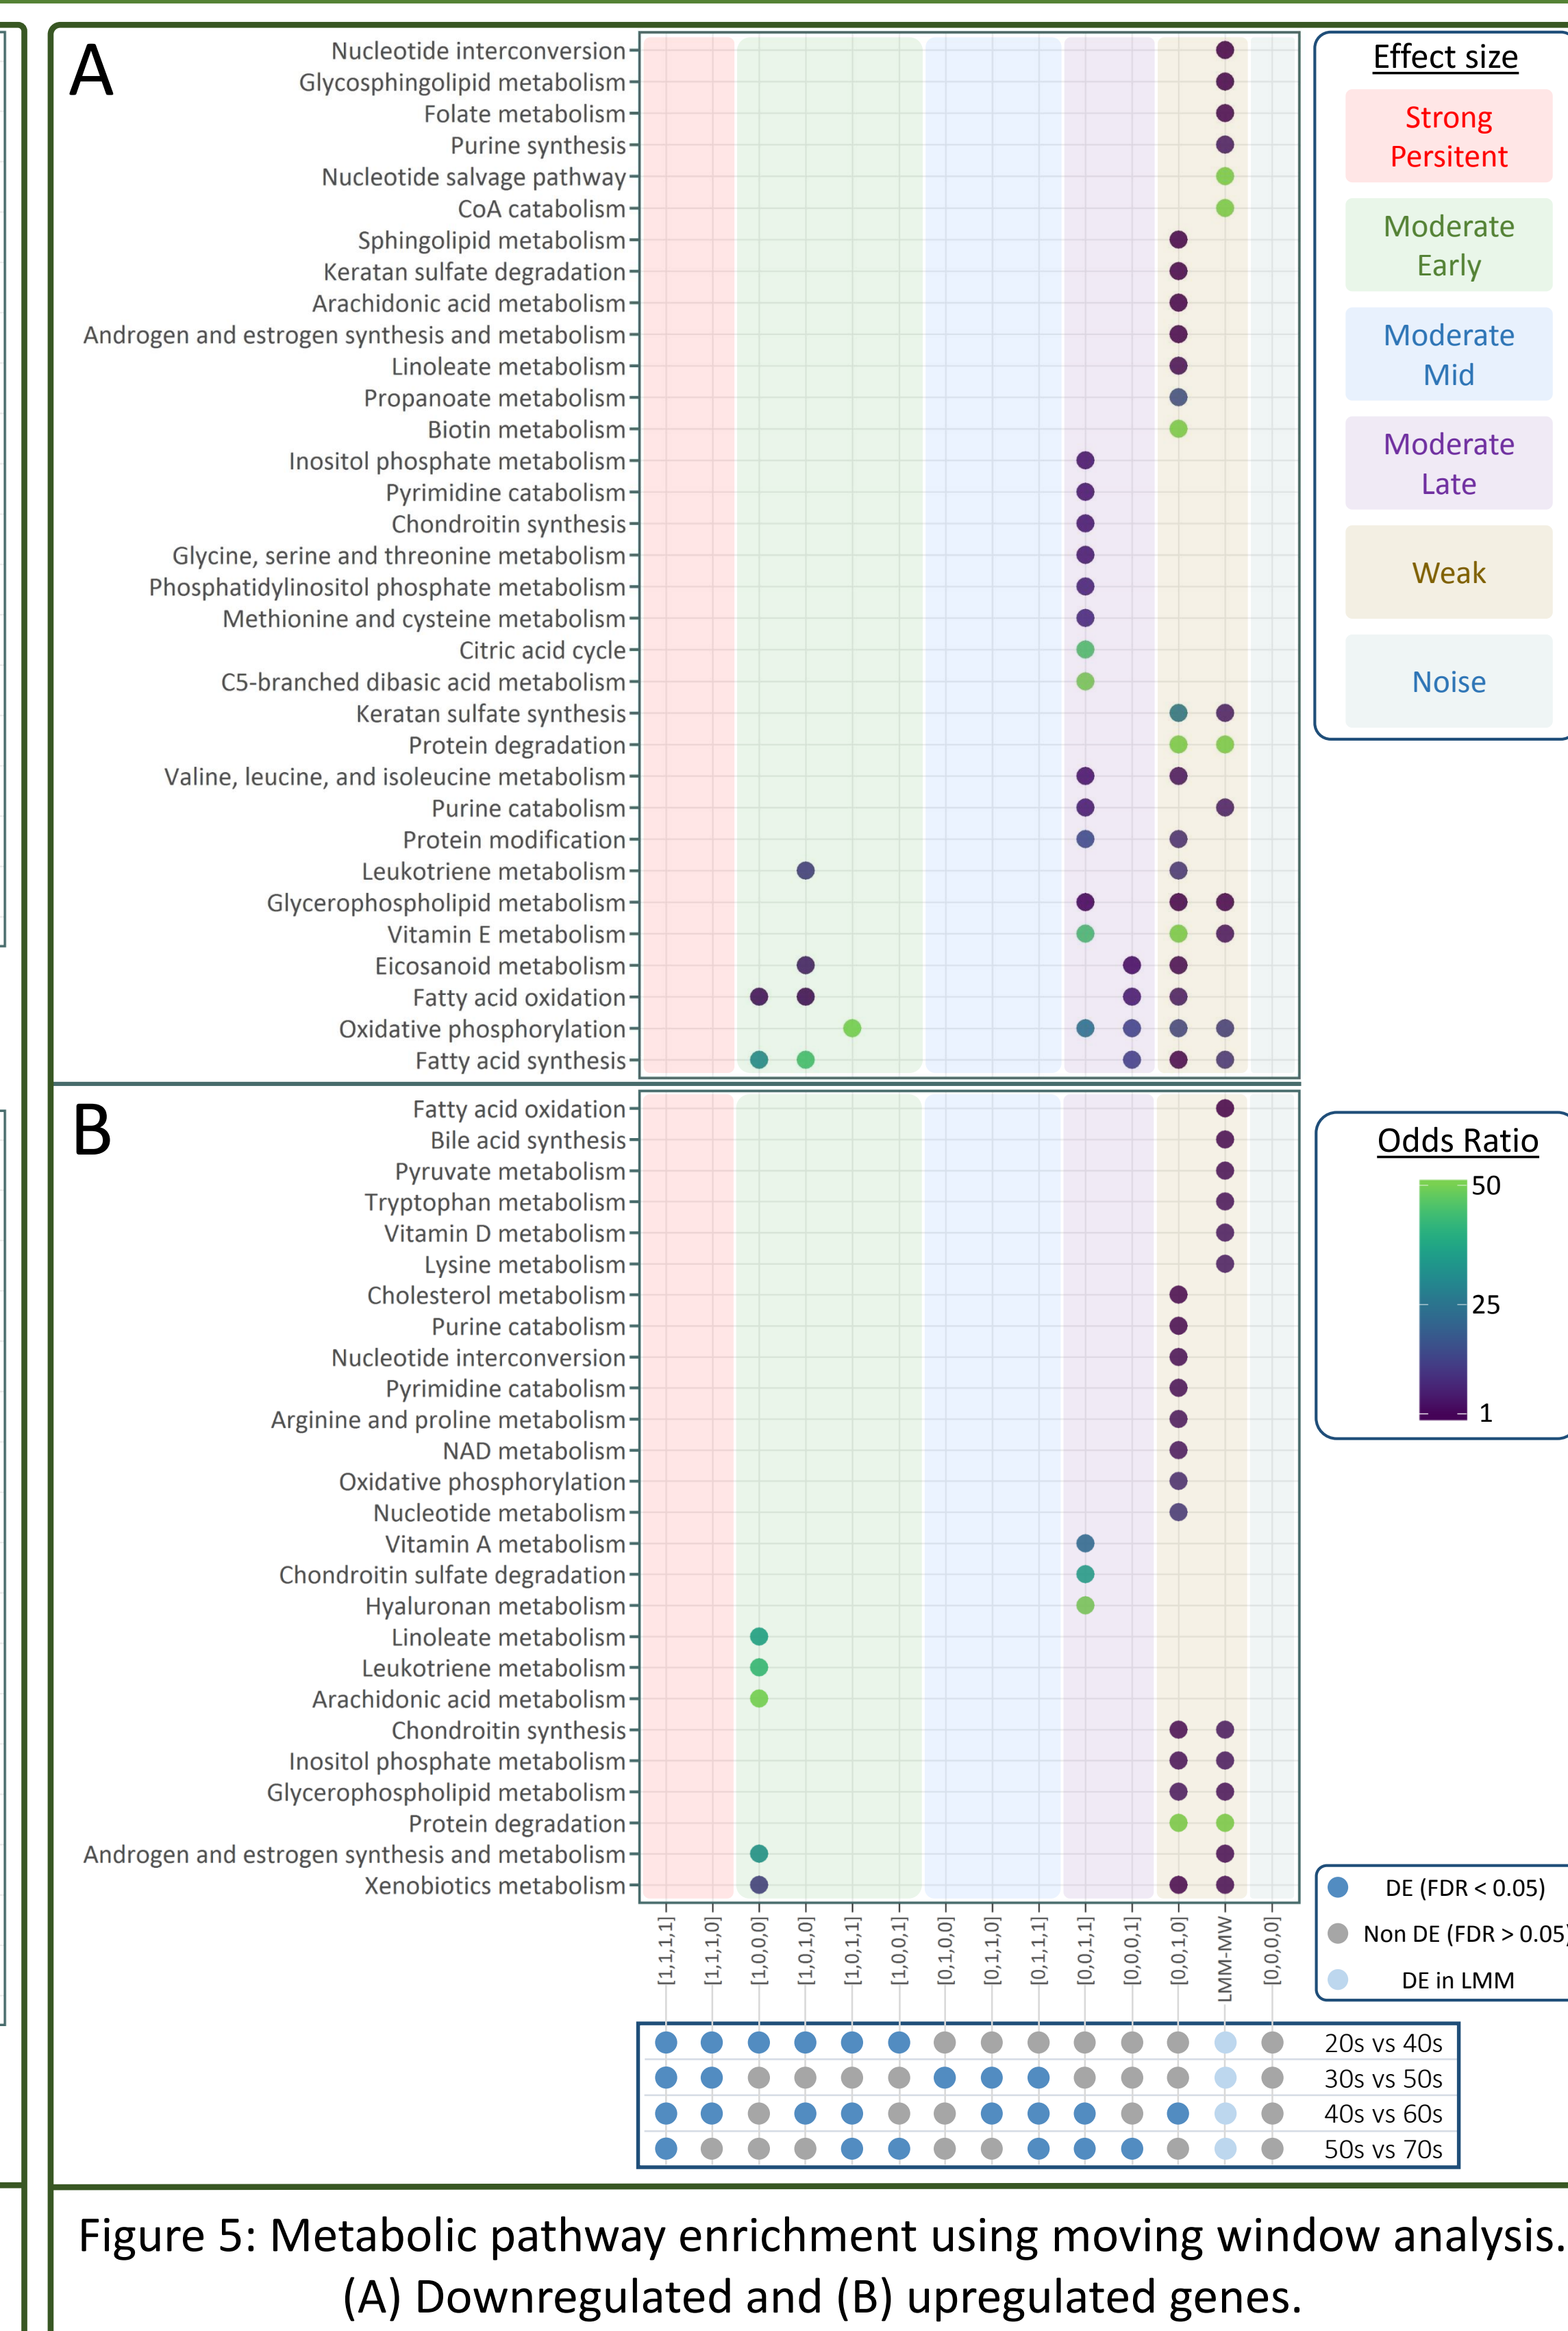 A
Nucleotide interconversion
Glycosphingolipid metabolism
Folate metabolism
Purine synthesis
Nucleotide salvage pathway
CoA catabolism
Sphingolipid metabolism
Keratan sulfate degradation
Arachidonic acid metabolism
Androgen and estrogen synthesis and metabolism
Linoleate metabolism
Propanoate metabolism
Biotin metabolism
Inositol phosphate metabolism
Pyrimidine catabolism
Chondroitin synthesis
Glycine, serine and threonine metabolism
Phosphatidylinositol phosphate metabolism
Methionine and cysteine metabolism
Citric acid cycle
C5-branched dibasic acid metabolism
Keratan sulfate synthesis
Protein degradation
Valine, leucine, and isoleucine metabolism
Purine catabolism
Protein modification
Leukotriene metabolism
Glycerophospholipid metabolism
Vitamin E metabolism
Eicosanoid metabolism
Fatty acid oxidation
Oxidative phosphorylation
Fatty acid synthesis
Effect size
Strong
Persitent
Moderate
Early
Moderate
Mid
Moderate
Late
Weak
Noise
B
Fatty acid oxidation
Bile acid synthesis
Pyruvate metabolism
Tryptophan metabolism
Vitamin D metabolism
Lysine metabolism
Cholesterol metabolism
Purine catabolism
Nucleotide interconversion
Pyrimidine catabolism
Arginine and proline metabolism
NAD metabolism
Oxidative phosphorylation
Nucleotide metabolism
Vitamin A metabolism
Chondroitin sulfate degradation
Hyaluronan metabolism
Linoleate metabolism
Leukotriene metabolism
Arachidonic acid metabolism
Chondroitin synthesis
Inositol phosphate metabolism
Glycerophospholipid metabolism
Protein degradation
Androgen and estrogen synthesis and metabolism
Xenobiotics metabolism
Odds Ratio
50
25
1
DE (FDR < 0.05)
Non DE (FDR > 0.05)
DE in LMM
[1,1,1,1]
[1,1,1,0]
[1,0,0,0]
[1,0,1,0]
[1,0,1,1]
[1,0,0,1]
[0,1,0,0]
[0,1,1,0]
[0,1,1,1]
[0,0,1,1]
[0,0,0,1]
[0,0,1,0]
LMM-MW
[0,0,0,0]
20s vs 40s
30s vs 50s
40s vs 60s
50s vs 70s
Figure 5: Metabolic pathway enrichment using moving window analysis.
(A) Downregulated and (B) upregulated genes.